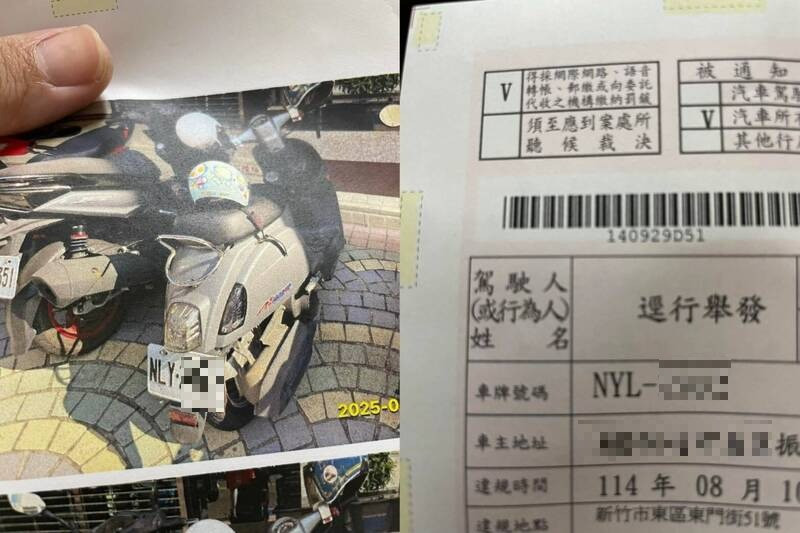 351
NLY-
2025-0
V
得採網際網路、語音
轉帳、郵繳或向委託
代收之機構繳納罰鍰
須至應到案處所
聽候裁決
被通知
汽車駕
V
汽車所有
其他行
140929D51
駕駛人
(或行為人)
姓名
逕行舉發
車牌號碼
NYL-
車主地址
振
違規時間
114 年 08 月 1
違規地點
新竹市東區東門街51號